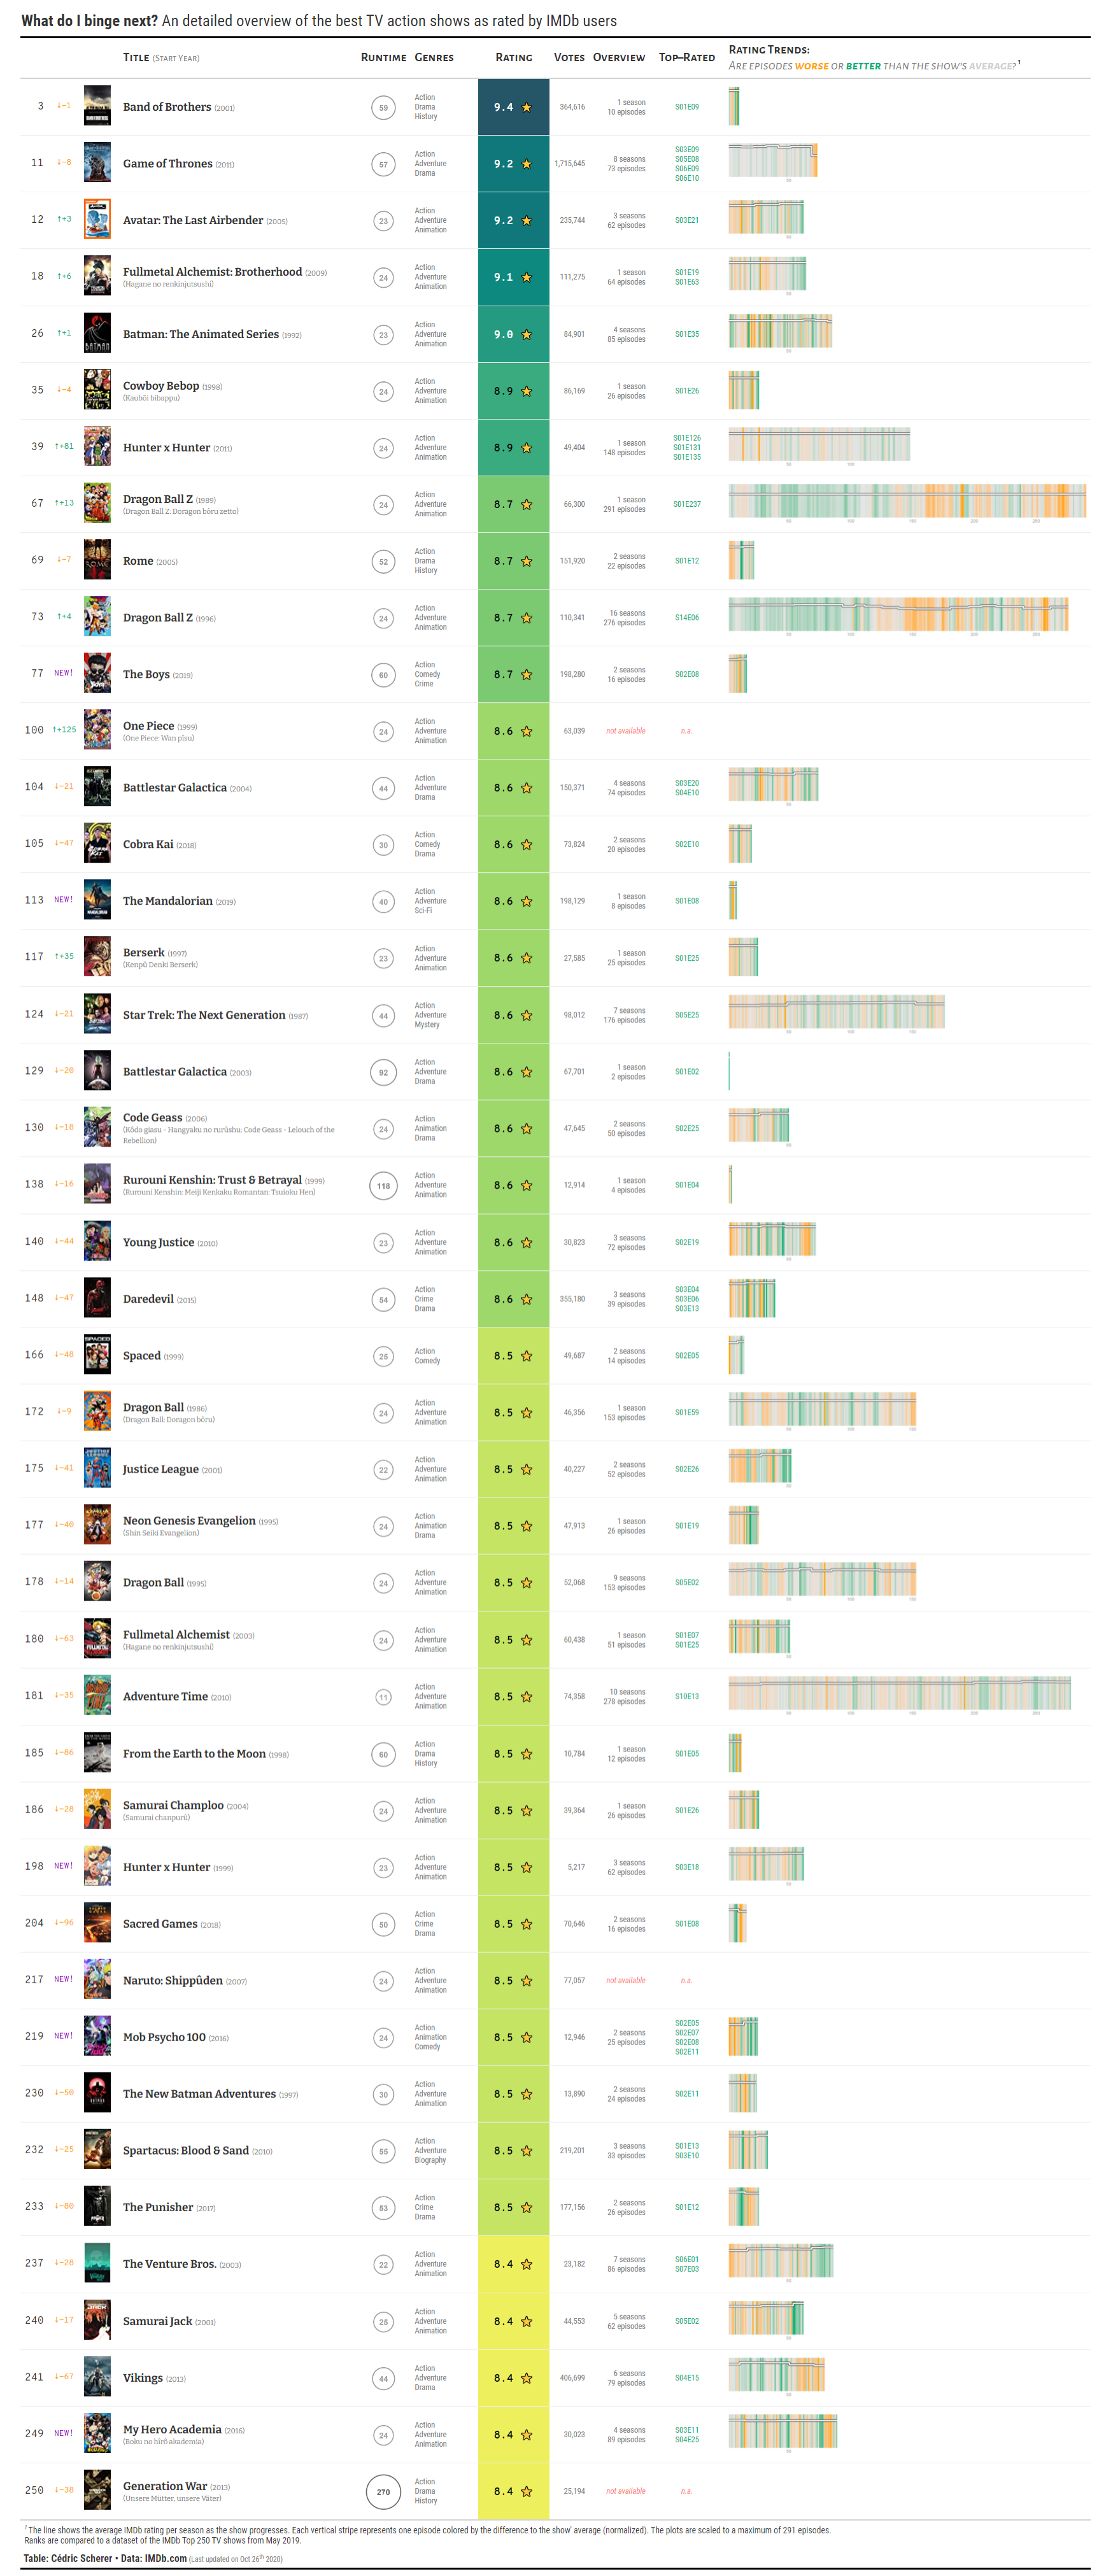 What do I binge next? An detailed overview of the best TV action shows as rated by IMDb users
TITLE (START YEAR) RUNTIME GENRES RATING VOTES OVERVIEW TOP–RATED RATING TRENDS:
ARE EPISODES WORSE OR BETTER THAN THE SHOW'S AVERAGE? †
3 ↓−1 Band of Brothers (2001) 59 Action Drama History 9.4 364,616 1 season 10 episodes S01E09
11 ↓−8 Game of Thrones (2011) 57 Action Adventure Drama 9.2 1,715,645 8 seasons 73 episodes S03E09 S05E08 S06E09 S06E10 50
12 ↑+3 Avatar: The Last Airbender (2005) 23 Action Adventure Animation 9.2 235,744 3 seasons 62 episodes S03E21 50
18 ↑+6 Fullmetal Alchemist: Brotherhood (2009) (Hagane no renkinjutsushi) 24 Action Adventure Animation 9.1 111,275 1 season 64 episodes S01E19 S01E63 50
26 ↑+1 Batman: The Animated Series (1992) 23 Action Adventure Animation 9.0 84,901 4 seasons 85 episodes S01E35 50
35 ↓−4 Cowboy Bebop (1998) (Kaubôi bibappu) 24 Action Adventure Animation 8.9 86,169 1 season 26 episodes S01E26
39 ↑+81 Hunter x Hunter (2011) 24 Action Adventure Animation 8.9 49,404 1 season 148 episodes S01E126 S01E131 S01E135 50 100
67 ↑+13 Dragon Ball Z (1989) (Dragon Ball Z: Doragon bôru zetto) 24 Action Adventure Animation 8.7 66,300 1 season 291 episodes S01E237 50 100 150 200 250
69 ↓−7 Rome (2005) 52 Action Drama History 8.7 151,920 2 seasons 22 episodes S01E12
73 ↑+4 Dragon Ball Z (1996) 24 Action Adventure Animation 8.7 110,341 16 seasons 276 episodes S14E06 50 100 150 200 250
77 NEW! The Boys (2019) 60 Action Comedy Crime 8.7 198,280 2 seasons 16 episodes S02E08
100 ↑+125 One Piece (1999) (One Piece: Wan pîsu) 24 Action Adventure Animation 8.6 63,039 not available n.a.
104 ↓−21 Battlestar Galactica (2004) 44 Action Adventure Drama 8.6 150,371 4 seasons 74 episodes S03E20 S04E10 50
105 ↓−47 Cobra Kai (2018) 30 Action Comedy Drama 8.6 73,824 2 seasons 20 episodes S02E10
113 NEW! The Mandalorian (2019) 40 Action Adventure Sci-Fi 8.6 198,129 1 season 8 episodes S01E08
117 ↑+35 Berserk (1997) (Kenpû Denki Berserk) 23 Action Adventure Animation 8.6 27,585 1 season 25 episodes S01E25
124 ↓−21 Star Trek: The Next Generation (1987) 44 Action Adventure Mystery 8.6 98,012 7 seasons 176 episodes S05E25 50 100 150
129 ↓−20 Battlestar Galactica (2003) 92 Action Adventure Drama 8.6 67,701 1 season 2 episodes S01E02
130 ↓−18 Code Geass (2006) (Kôdo giasu - Hangyaku no rurûshu: Code Geass - Lelouch of the Rebellion) 24 Action Animation Drama 8.6 47,645 2 seasons 50 episodes S02E25 50
138 ↓−16 Rurouni Kenshin: Trust & Betrayal (1999) (Rurouni Kenshin: Meiji Kenkaku Romantan: Tsuioku Hen) 118 Action Adventure Animation 8.6 12,914 1 season 4 episodes S01E04
140 ↓−44 Young Justice (2010) 23 Action Adventure Animation 8.6 30,823 3 seasons 72 episodes S02E19 50
148 ↓−47 Daredevil (2015) 54 Action Crime Drama 8.6 355,180 3 seasons 39 episodes S03E04 S03E06 S03E13
166 ↓−48 Spaced (1999) 25 Action Comedy 8.5 49,687 2 seasons 14 episodes S02E05
172 ↓−9 Dragon Ball (1986) (Dragon Ball: Doragon bôru) 24 Action Adventure Animation 8.5 46,356 1 season 153 episodes S01E59 50 100 150
175 ↓−41 Justice League (2001) 22 Action Adventure Animation 8.5 40,227 2 seasons 52 episodes S02E26 50
177 ↓−40 Neon Genesis Evangelion (1995) (Shin Seiki Evangelion) 24 Action Animation Drama 8.5 47,913 1 season 26 episodes S01E19
178 ↓−14 Dragon Ball (1995) 24 Action Adventure Animation 8.5 52,068 9 seasons 153 episodes S05E02 50 100 150
180 ↓−63 Fullmetal Alchemist (2003) (Hagane no renkinjutsushi) 24 Action Adventure Animation 8.5 60,438 1 season 51 episodes S01E07 S01E25 50
181 ↓−35 Adventure Time (2010) 11 Action Adventure Animation 8.5 74,358 10 seasons 278 episodes S10E13 50 100 150 200 250
185 ↓−86 From the Earth to the Moon (1998) 60 Action Drama History 8.5 10,784 1 season 12 episodes S01E05
186 ↓−28 Samurai Champloo (2004) (Samurai chanpurû) 24 Action Adventure Animation 8.5 39,364 1 season 26 episodes S01E26
198 NEW! Hunter x Hunter (1999) 23 Action Adventure Animation 8.5 5,217 3 seasons 62 episodes S03E18 50
204 ↓−96 Sacred Games (2018) 50 Action Crime Drama 8.5 70,646 2 seasons 16 episodes S01E08
217 NEW! Naruto: Shippûden (2007) 24 Action Adventure Animation 8.5 77,057 not available n.a.
219 NEW! Mob Psycho 100 (2016) 24 Action Animation Comedy 8.5 12,946 2 seasons 25 episodes S02E05 S02E07 S02E08 S02E11
230 ↓−50 The New Batman Adventures (1997) 30 Action Adventure Animation 8.5 13,890 2 seasons 24 episodes S02E11
232 ↓−25 Spartacus: Blood & Sand (2010) 55 Action Adventure Biography 8.5 219,201 3 seasons 33 episodes S01E13 S03E10
233 ↓−80 The Punisher (2017) 53 Action Crime Drama 8.5 177,156 2 seasons 26 episodes S01E12
237 ↓−28 The Venture Bros. (2003) 22 Action Adventure Animation 8.4 23,182 7 seasons 86 episodes S06E01 S07E03 50
240 ↓−17 Samurai Jack (2001) 25 Action Adventure Animation 8.4 44,553 5 seasons 62 episodes S05E02 50
241 ↓−67 Vikings (2013) 44 Action Adventure Drama 8.4 406,699 6 seasons 79 episodes S04E15 50
249 NEW! My Hero Academia (2016) (Boku no hîrô akademia) 24 Action Adventure Animation 8.4 30,023 4 seasons 89 episodes S03E11 S04E25 50
250 ↓−38 Generation War (2013) (Unsere Mütter, unsere Väter) 270 Action Drama History 8.4 25,194 not available n.a.
† The line shows the average IMDb rating per season as the show progresses. Each vertical stripe represents one episode colored by the difference to the show' average (normalized). The plots are scaled to a maximum of 291 episodes.
Ranks are compared to a dataset of the IMDb Top 250 TV shows from May 2019.
Table: Cédric Scherer • Data: IMDb.com (Last updated on Oct 26th 2020)